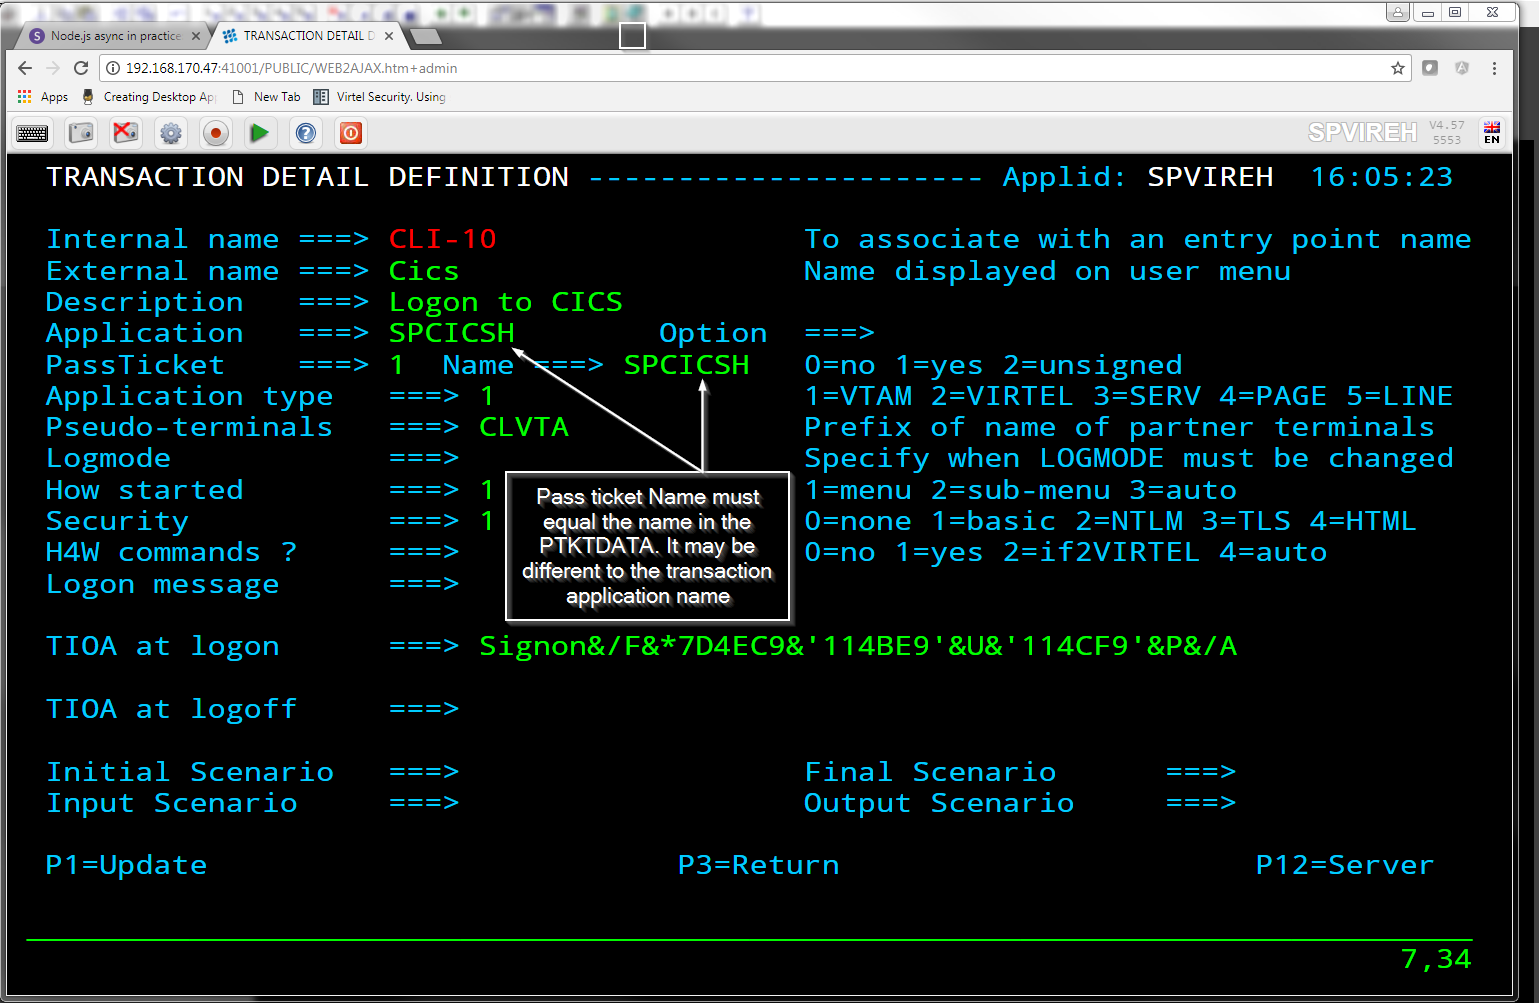 Node.js async in practice
TRANSACTION DETAIL D
192.168.170.47:41001/PUBLIC/WEB2AJAX.htm+admin
Apps Creating Desktop Ap New Tab Virtel Security. Using
SPVIREH V4.57
5553
EN
TRANSACTION DETAIL DEFINITION ---------------------- Applid: SPVIREH 16:05:23
Internal name ===> CLI-10 To associate with an entry point name
External name ===> Cics Name displayed on user menu
Description ===> Logon to CICS
Application ===> SPCICSH Option ===>
PassTicket ===> 1 Name ===> SPCICSH 0=no 1=yes 2=unsigned
Application type ===> 1 1=VTAM 2=VIRTEL 3=SERV 4=PAGE 5=LINE
Pseudo-terminals ===> CLVTA Prefix of name of partner terminals
Logmode ===> Specify when LOGMODE must be changed
How started ===> 1 1=menu 2=sub-menu 3=auto
Security ===> 1 0=none 1=basic 2=NTLM 3=TLS 4=HTML
H4W commands ? ===> 0=no 1=yes 2=if2VIRTEL 4=auto
Logon message ===>
Pass ticket Name must
equal the name in the
PTKTDATA. It may be
different to the transaction
application name
TIOA at logon ===> Signon&/F&*7D4EC9&'114BE9'&U&'114CF9'&P&/A
TIOA at logoff ===>
Initial Scenario ===> Final Scenario ===>
Input Scenario ===> Output Scenario ===>
P1=Update P3=Return P12=Server
7,34